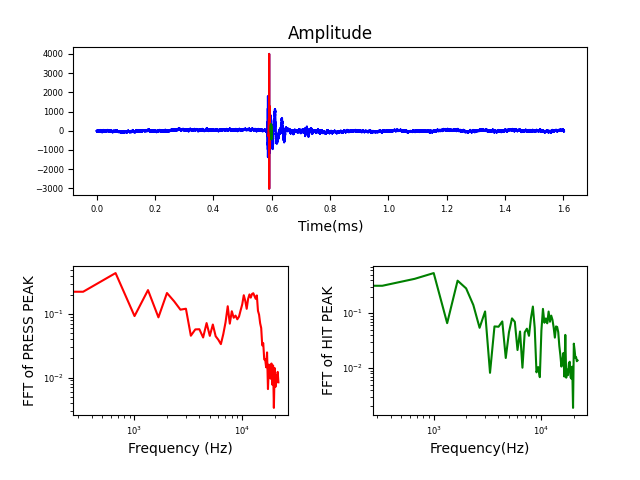 Amplitude
4000
3000
2000
1000
0
−1000
−2000
−3000
0.0 0.2 0.4 0.6 0.8 1.0 1.2 1.4 1.6
Time(ms)
FFT of PRESS PEAK
10⁻¹
10⁻²
10³ 10⁴
Frequency (Hz)
FFT of HIT PEAK
10⁻¹
10⁻²
10³ 10⁴
Frequency(Hz)